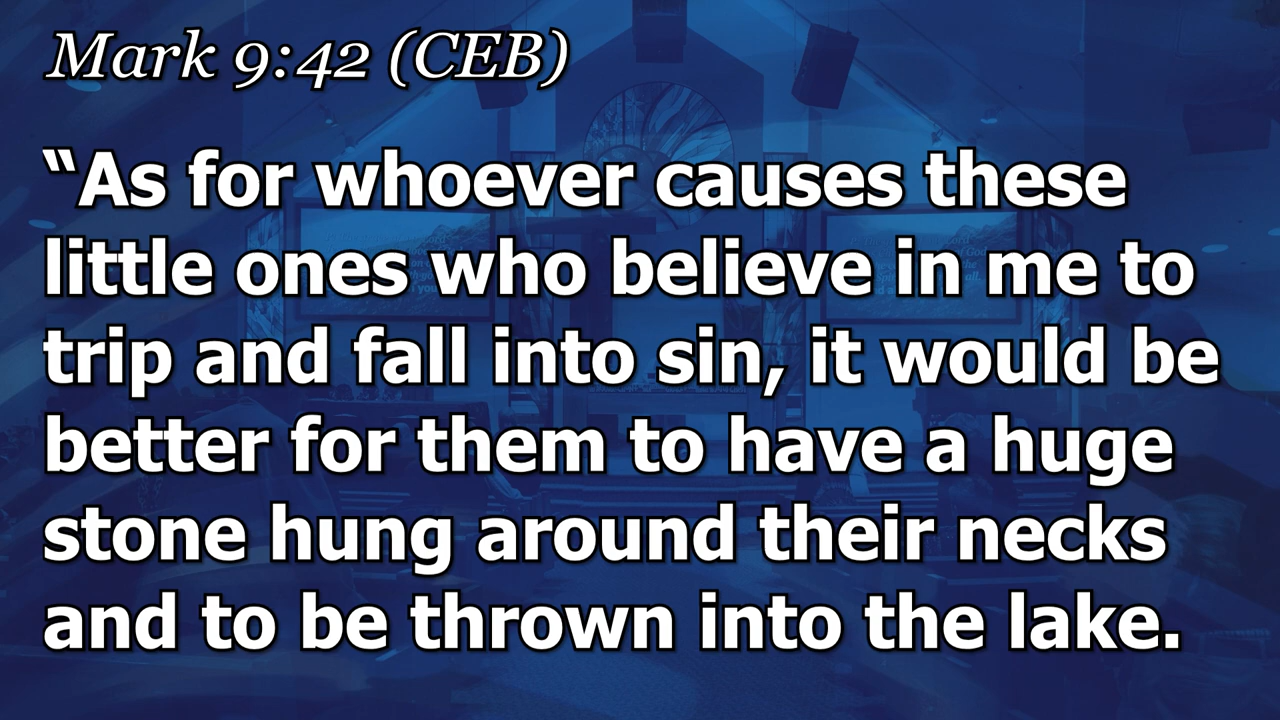 Mark 9:42 (CEB)
“As for whoever causes these
little ones who believe in me to
trip and fall into sin, it would be
better for them to have a huge
stone hung around their necks
and to be thrown into the lake.